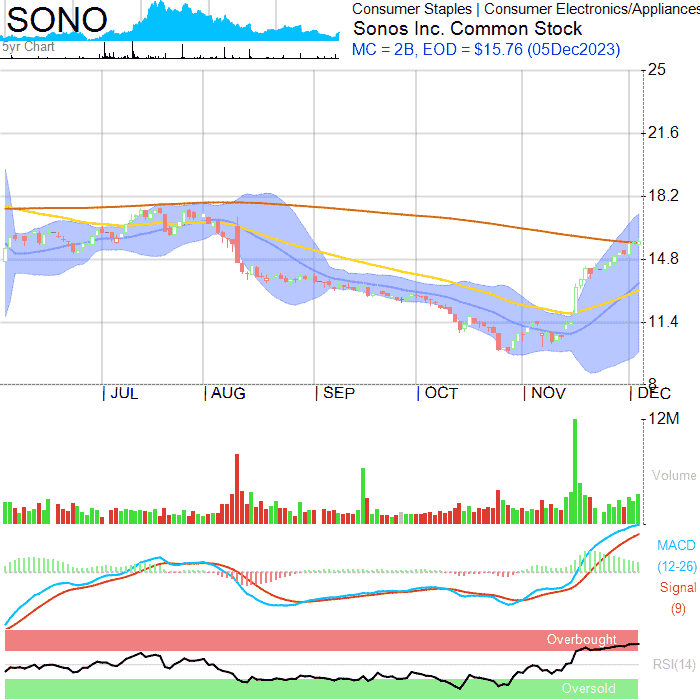 SONO
5yr Chart
Consumer Staples | Consumer Electronics/Appliances
Sonos Inc. Common Stock
MC = 2B, EOD = $15.76 (05Dec2023)
25
21.6
18.2
14.8
11.4
8
JUL AUG SEP OCT NOV DEC
12M
Volume
MACD
(12-26)
Signal
(9)
Overbought
RSI(14)
Oversold